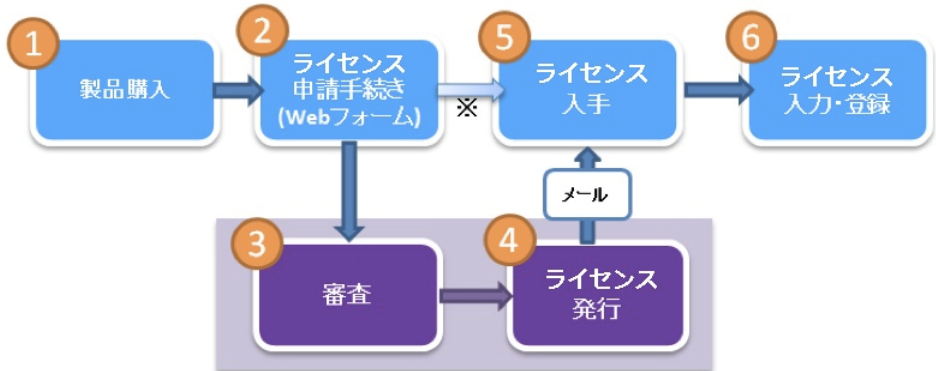 1
製品購入
2
ライセンス
申請手続き
(Webフォーム)
※
5
ライセンス
入手
6
ライセンス
入力・登録
メール
3
審査
4
ライセンス
発行